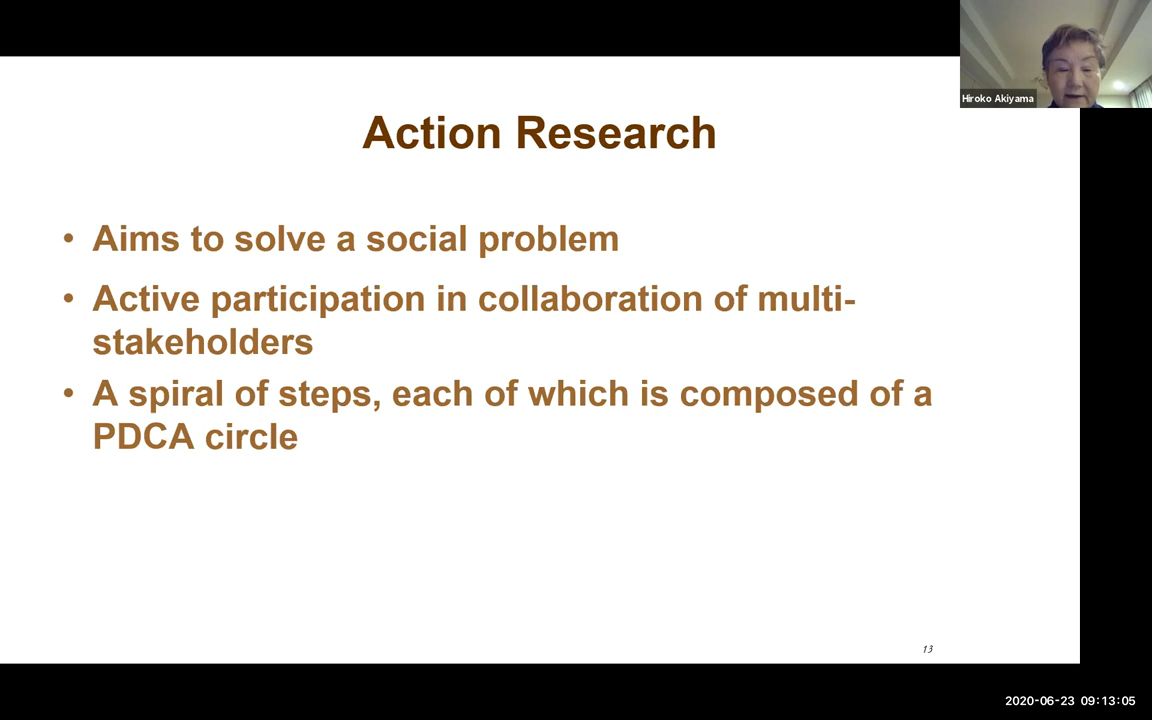 Hiroko Akiyama
Action Research
• Aims to solve a social problem
• Active participation in collaboration of multi-
stakeholders
• A spiral of steps, each of which is composed of a
PDCA circle
13
2020-06-23 09:13:05